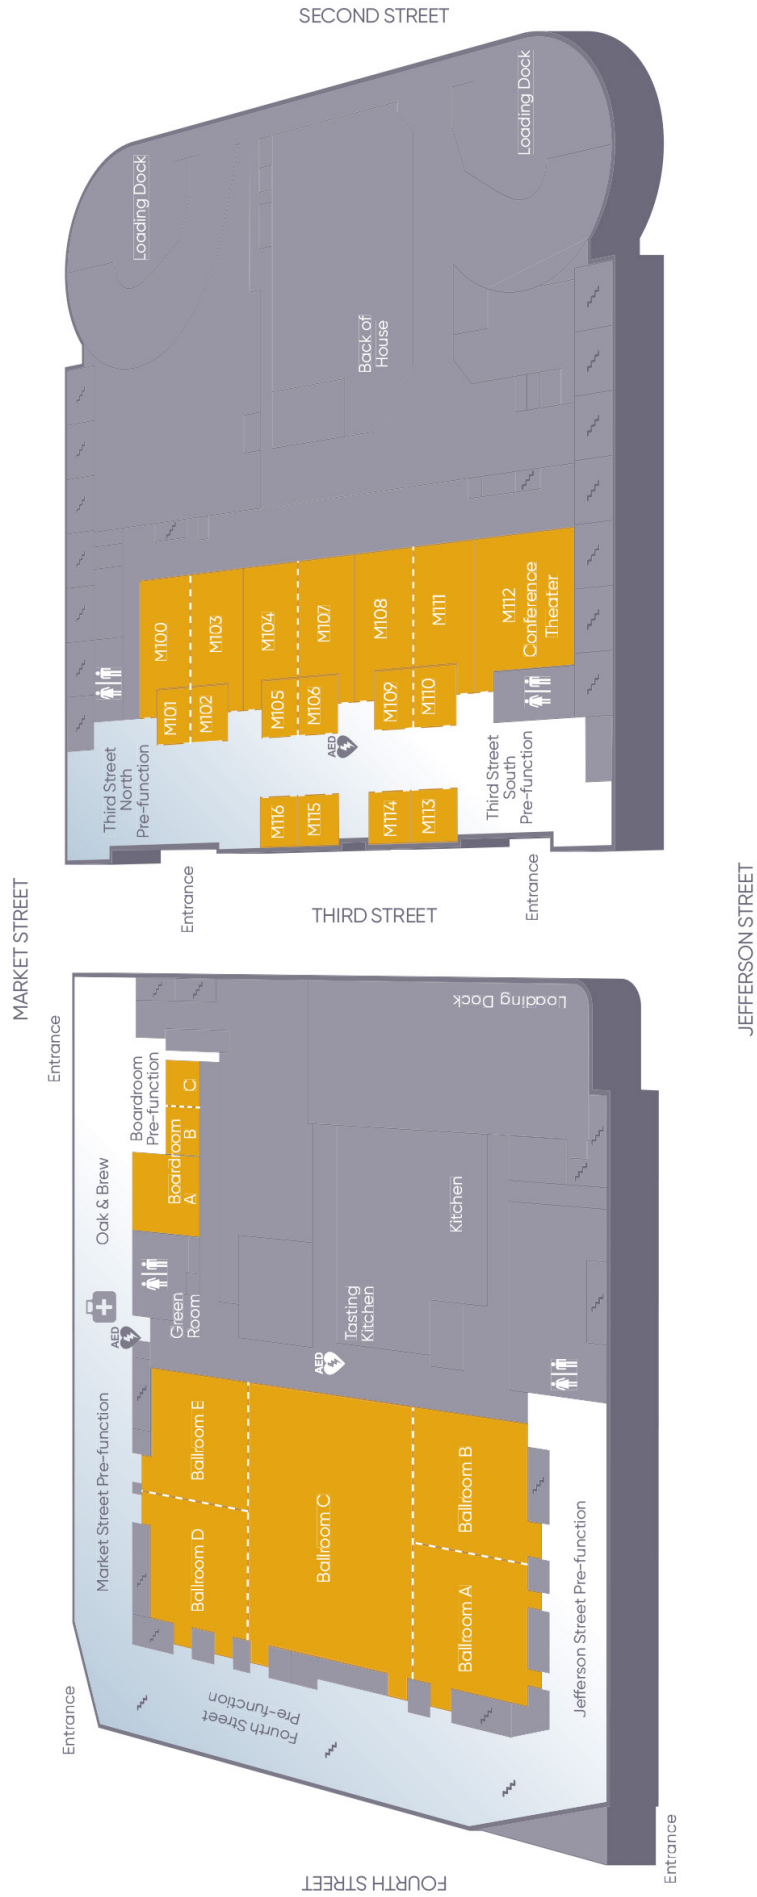 SECOND STREET
Loading Dock
Loading Dock
Back of
House
M100
M103
M104
M107
M108
M111
M112
Conference
Theater
M101
M102
M105
M106
M109
M110
AED
Third Street
North
Pre-function
Third Street
South
Pre-function
M116
M115
M114
M113
Entrance
Entrance
MARKET STREET
THIRD STREET
JEFFERSON STREET
Entrance
Loading Dock
Boardroom
Pre-function
C
B
Boardroom
A
Oak & Brew
Kitchen
Green
Room
Tasting
Kitchen
AED
AED
Market Street Pre-function
Ballroom E
Ballroom D
Ballroom C
Ballroom B
Ballroom A
Jefferson Street Pre-function
Fourth Street
Pre-function
Entrance
Entrance
FOURTH STREET